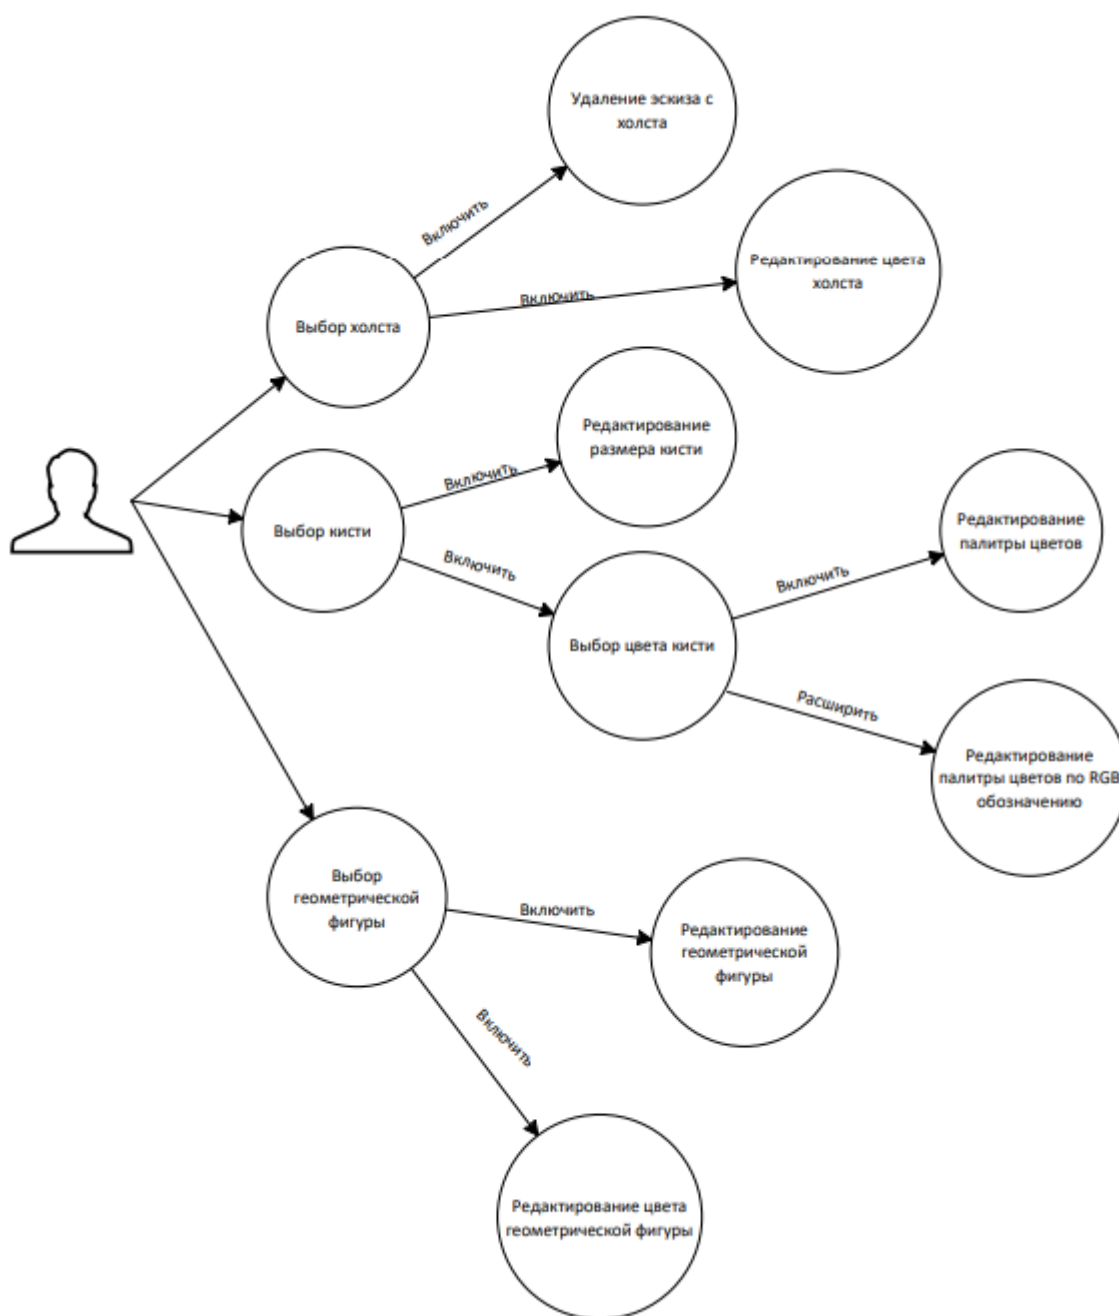 Удаление эскиза с
холста
Включить
Редактирование цвета
холста
Включить
Выбор холста
Редактирование
размера кисти
Включить
Выбор кисти
Включить
Редактирование
палитры цветов
Включить
Выбор цвета кисти
Расширить
Редактирование
палитры цветов по RGB
обозначению
Выбор
геометрической
фигуры
Включить
Редактирование
геометрической
фигуры
Включить
Редактирование цвета
геометрической фигуры